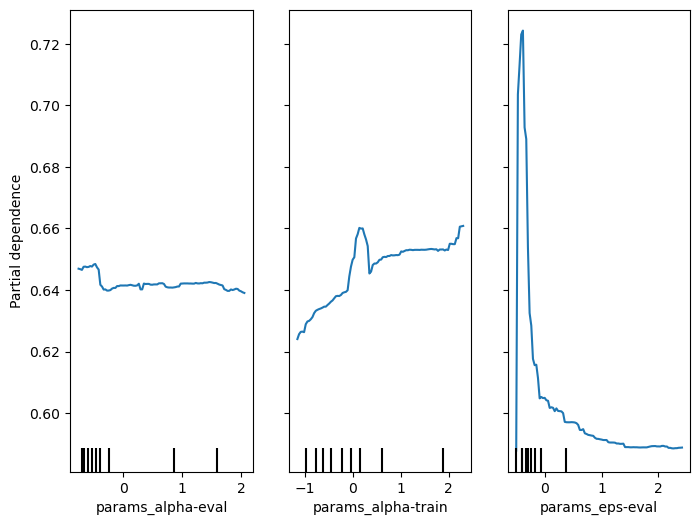 Partial dependence
0.72
0.70
0.68
0.66
0.64
0.62
0.60
0 1 2
params_alpha-eval
−1 0 1 2
params_alpha-train
0 1 2
params_eps-eval